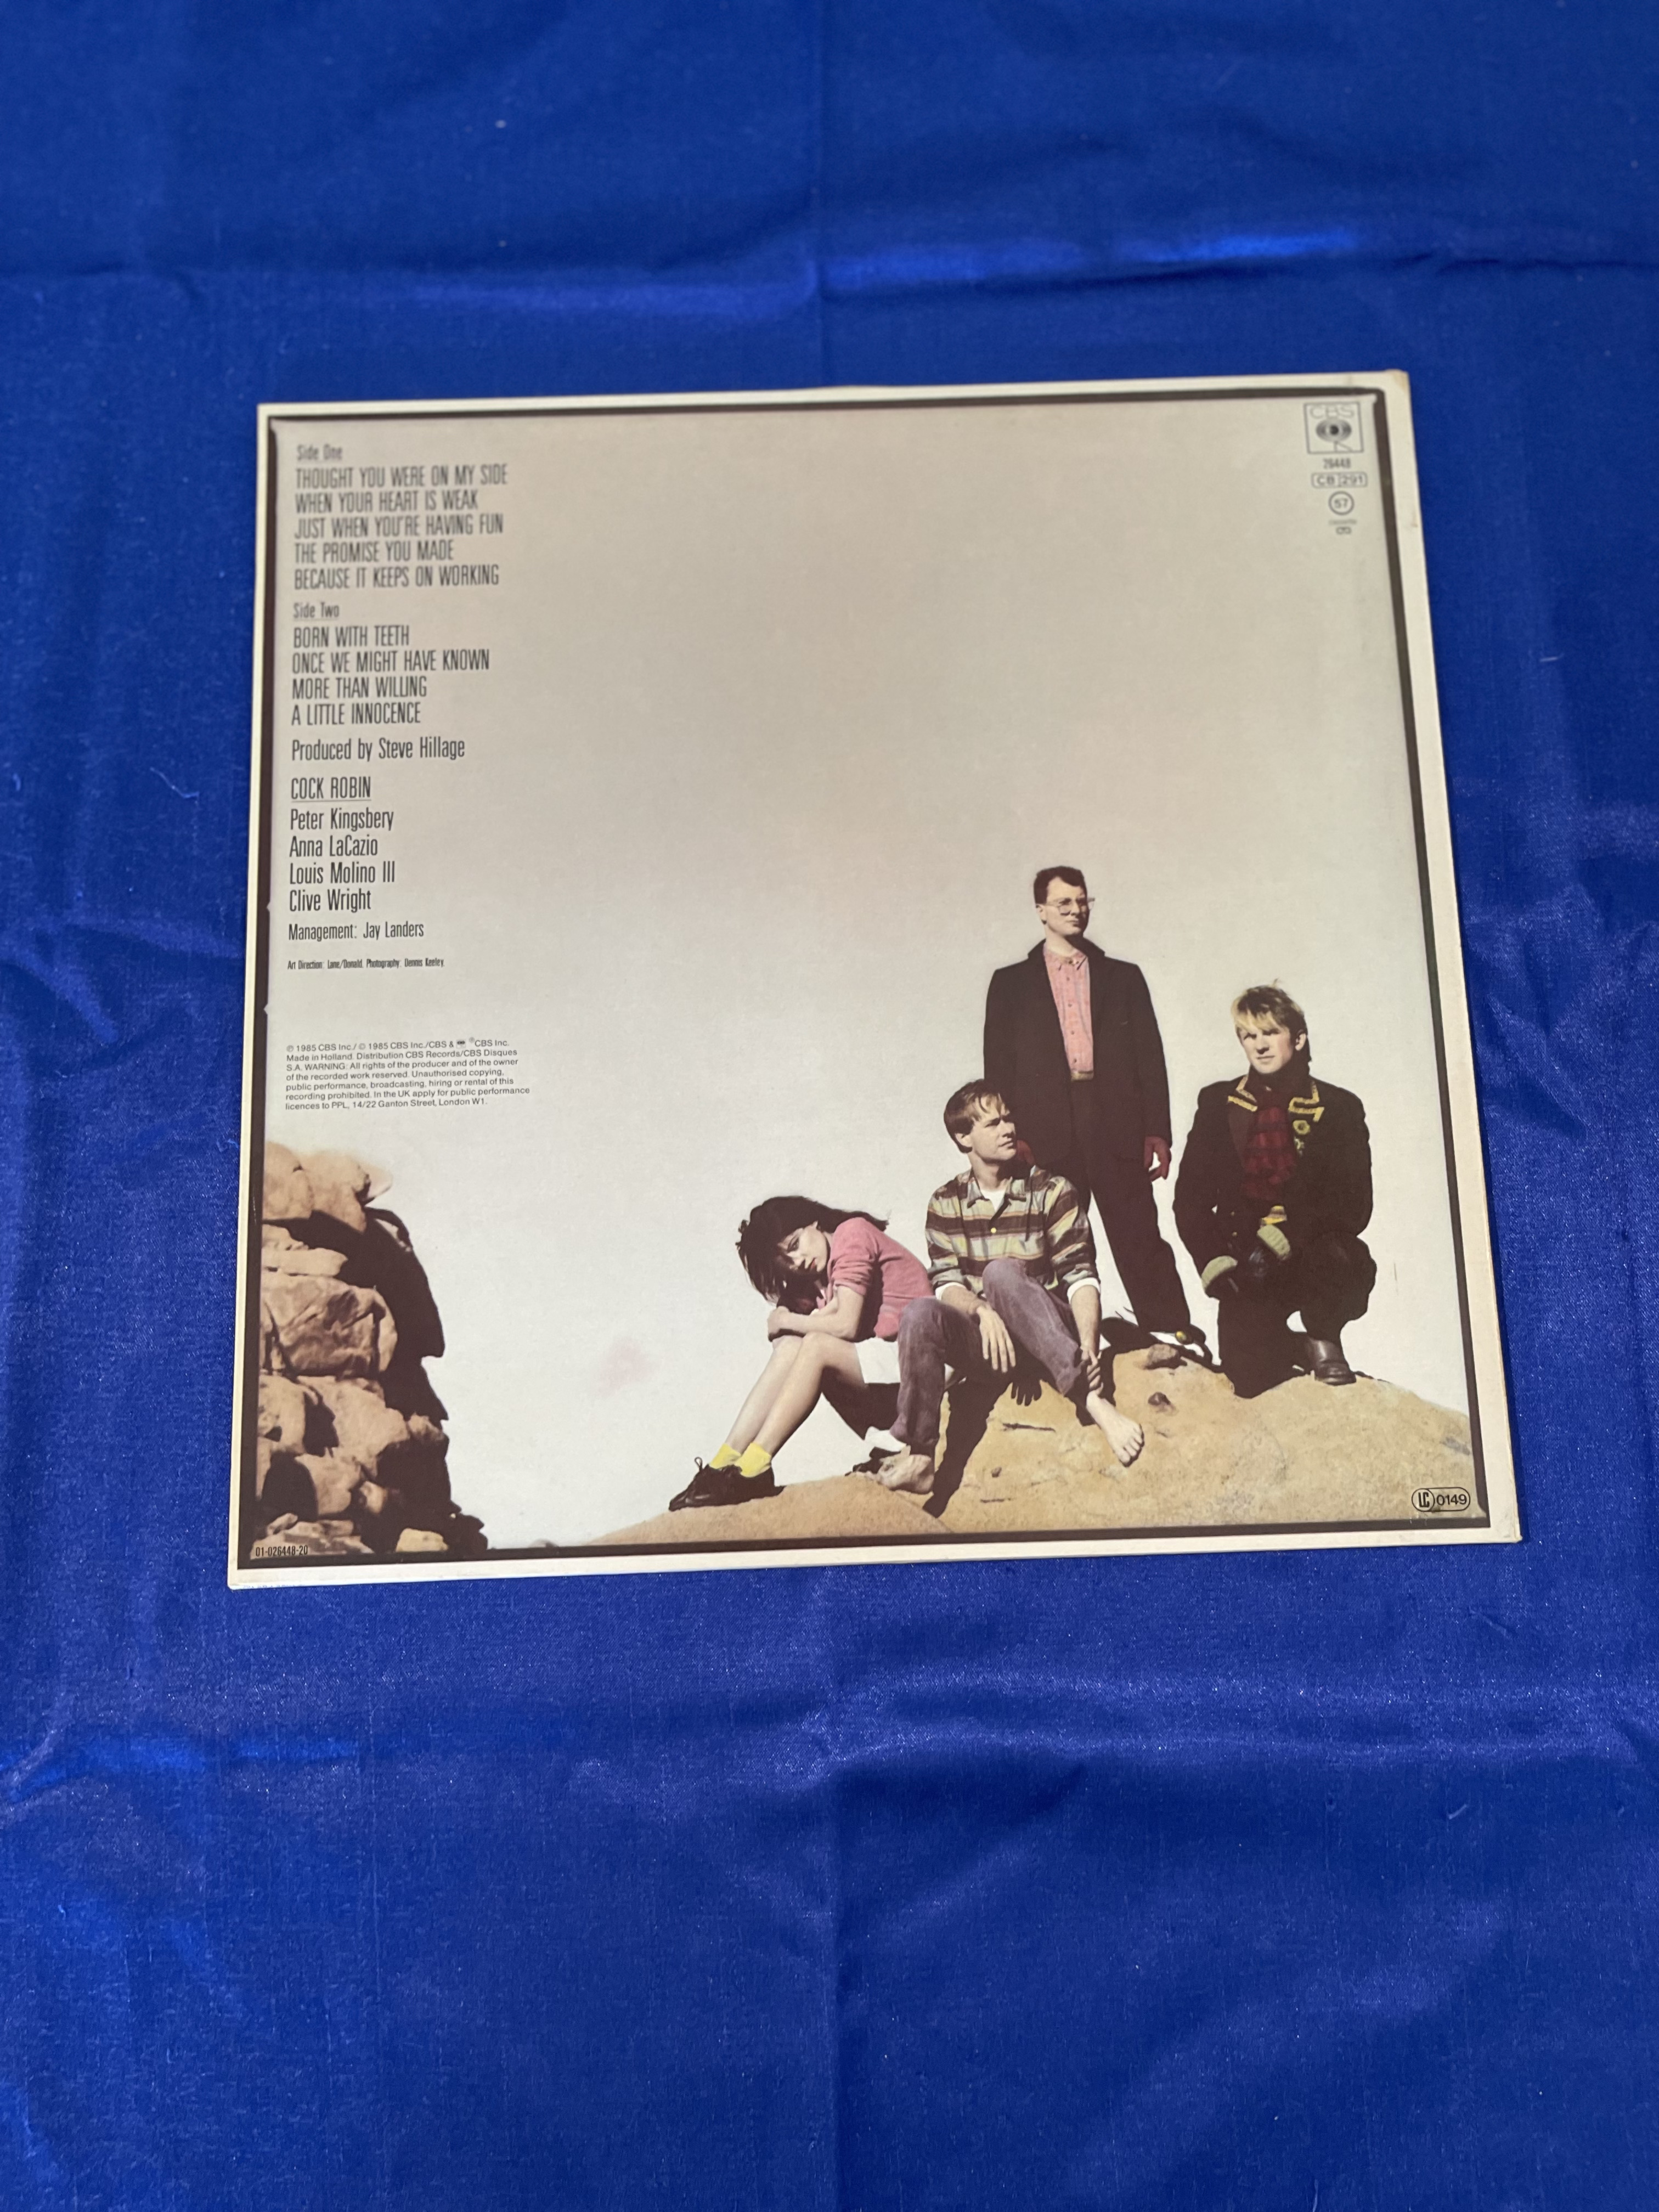 Side One
THOUGHT YOU WERE ON MY SIDE
WHEN YOUR HEART IS WEAK
JUST WHEN YOU'RE HAVING FUN
THE PROMISE YOU MADE
BECAUSE IT KEEPS ON WORKING
Side Two
BORN WITH TEETH
ONCE WE MIGHT HAVE KNOWN
MORE THAN WILLING
A LITTLE INNOCENCE
Produced by Steve Hillage
COCK ROBIN
Peter Kingsbery
Anna LaCazio
Louis Molino III
Clive Wright
Management: Jay Landers
Art Direction: Lane/Donald. Photography: Dennis Keeley.
℗ 1985 CBS Inc./ © 1985 CBS Inc./CBS & ®CBS Inc.
Made in Holland. Distribution CBS Records/CBS Disques
S.A. WARNING: All rights of the producer and of the owner
of the recorded work reserved. Unauthorised copying,
public performance, broadcasting, hiring or rental of this
recording prohibited. In the UK apply for public performance
licences to PPL, 14/22 Ganton Street, London W1.
CBS
26448
CB 291
57
LC 0149
01-026448-20